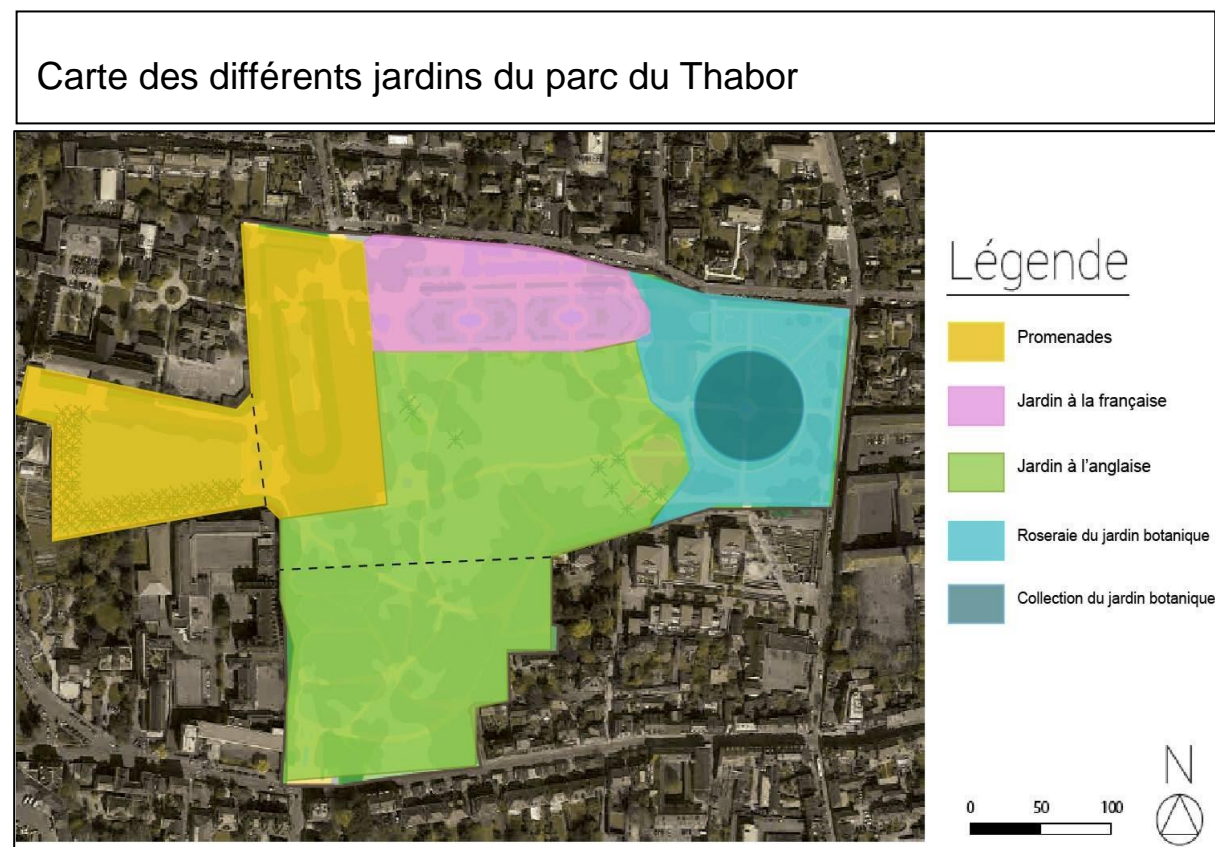 Carte des différents jardins du parc du Thabor
Légende
Promenades
Jardin à la française
Jardin à l'anglaise
Roseraie du jardin botanique
Collection du jardin botanique
N
0 50 100